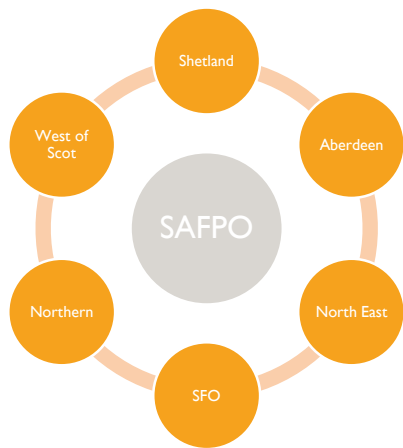 Shetland
Aberdeen
North East
SFO
Northern
West of
Scot
SAFPO